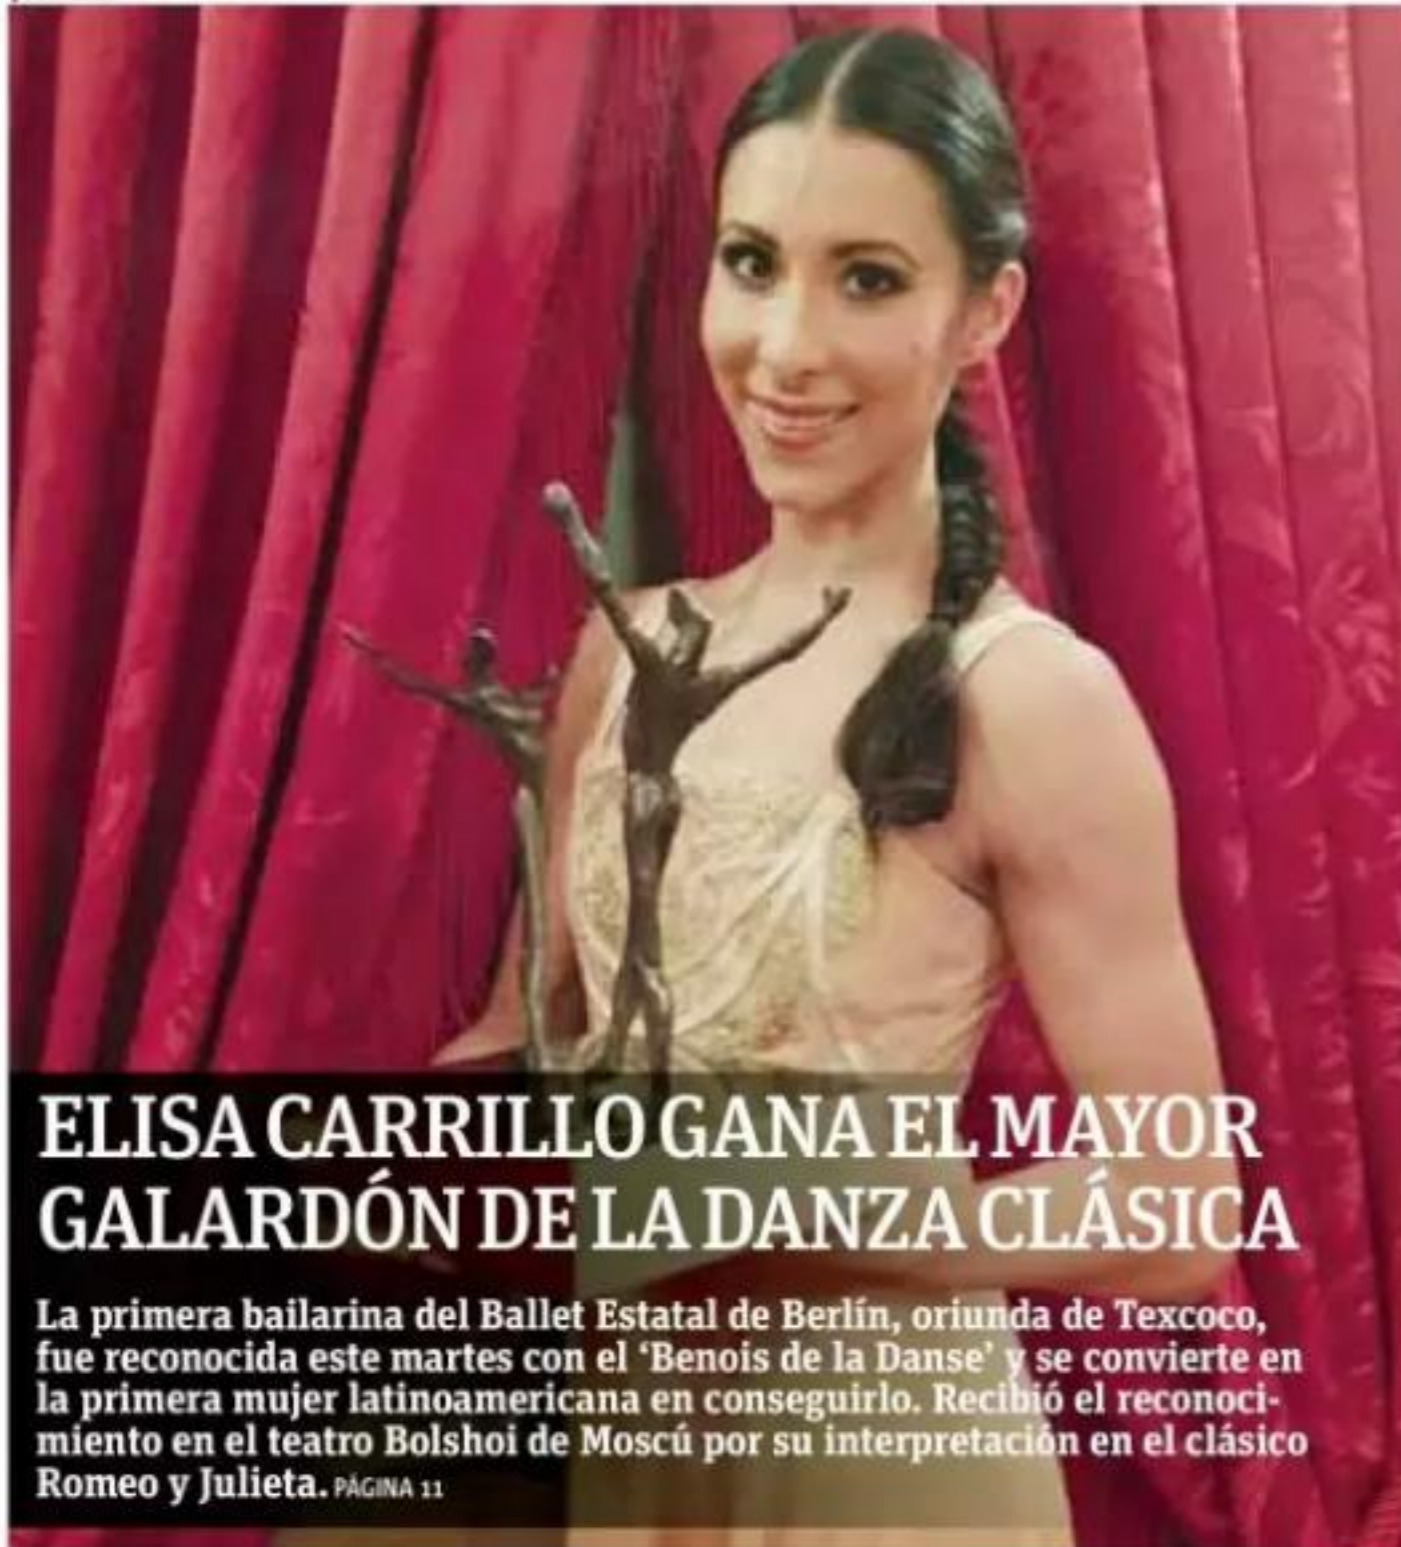 ELISA CARRILLO GANA EL MAYOR
GALARDÓN DE LA DANZA CLÁSICA
La primera bailarina del Ballet Estatal de Berlín, oriunda de Texcoco,
fue reconocida este martes con el ‘Benois de la Danse’ y se convierte en
la primera mujer latinoamericana en conseguirlo. Recibió el reconoci-
miento en el teatro Bolshoi de Moscú por su interpretación en el clásico
Romeo y Julieta. PÁGINA 11